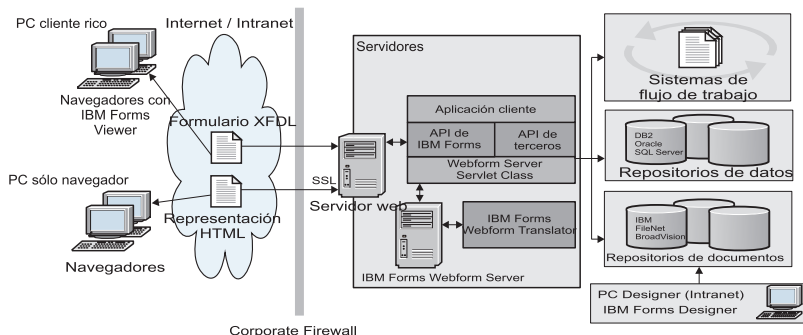 PC cliente rico
Internet / Intranet
Navegadores con
IBM Forms
Viewer
Formulario XFDL
PC sólo navegador
Representación
HTML
Navegadores
SSL
Servidor web
Corporate Firewall
Servidores
Aplicación cliente
API de
IBM Forms
API de
terceros
Webform Server
Servlet Class
IBM Forms
Webform Translator
IBM Forms Webform Server
Sistemas de
flujo de trabajo
DB2
Oracle
SQL Server
Repositorios de datos
IBM
FileNet
BroadVision
Repositorios de documentos
PC Designer (Intranet)
IBM Forms Designer